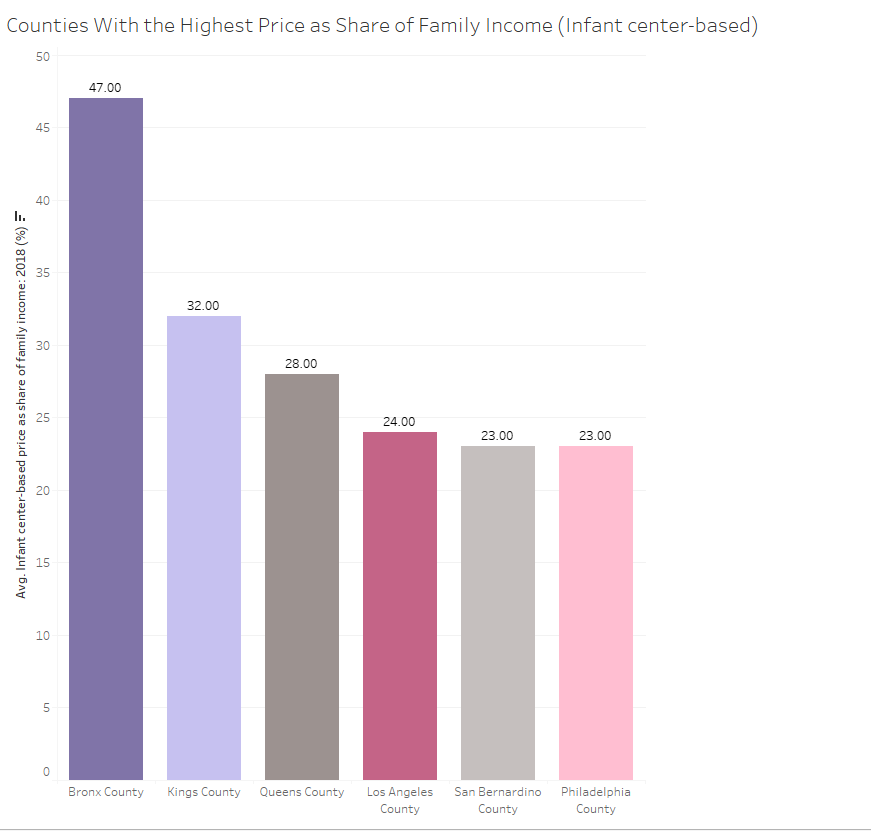 Counties With the Highest Price as Share of Family Income (Infant center-based)
Avg. Infant center-based price as share of family income: 2018 (%)
50
45
40
35
30
25
20
15
10
5
0
47.00
32.00
28.00
24.00
23.00
23.00
Bronx County
Kings County
Queens County
Los Angeles
County
San Bernardino
County
Philadelphia
County